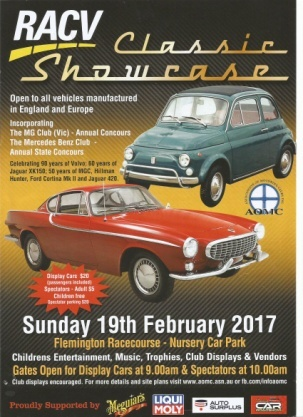 RACV
Classic
Showcase
Open to all vehicles manufactured
in England and Europe
Incorporating
The MG Club (Vic) - Annual Concours
The Mercedes Benz Club -
Annual State Concours
Celebrating 90 years of Volvo: 60 years of
Jaguar XK150: 50 years of MGC, Hillman
Hunter, Ford Cortina Mk II and Jaguar 420.
AOMC
Display Cars $20
(passengers included)
Spectators - Adult $5
Children free
Spectator parking $20
Sunday 19th February 2017
Flemington Racecourse - Nursery Car Park
Childrens Entertainment, Music, Trophies, Club Displays & Vendors
Gates Open for Display Cars at 9.00am & Spectators at 10.00am
Club displays encouraged. For more details and site plans visit www.aomc.asn.au or fb.com/infoaomc
Proudly Supported by
Meguiar's
LIQUI
MOLY
AUTO
SURPLUS
CAR